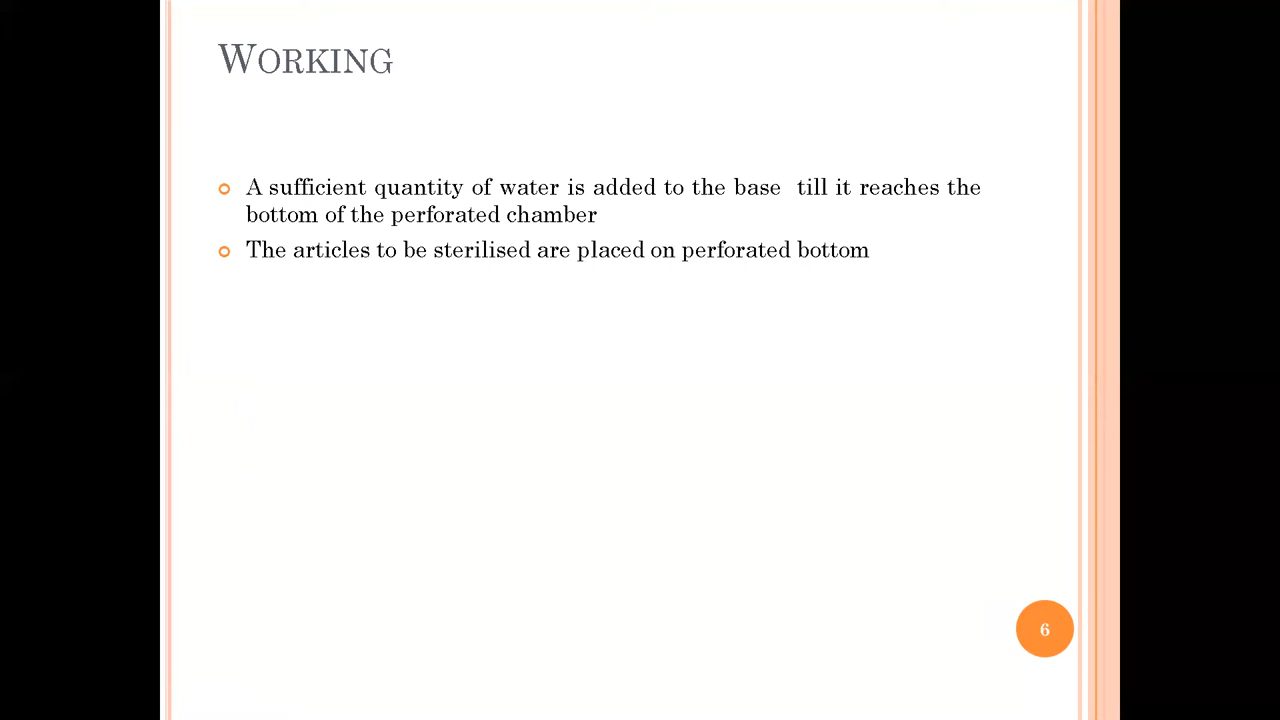 WORKING
A sufficient quantity of water is added to the base till it reaches the
bottom of the perforated chamber
The articles to be sterilised are placed on perforated bottom
6